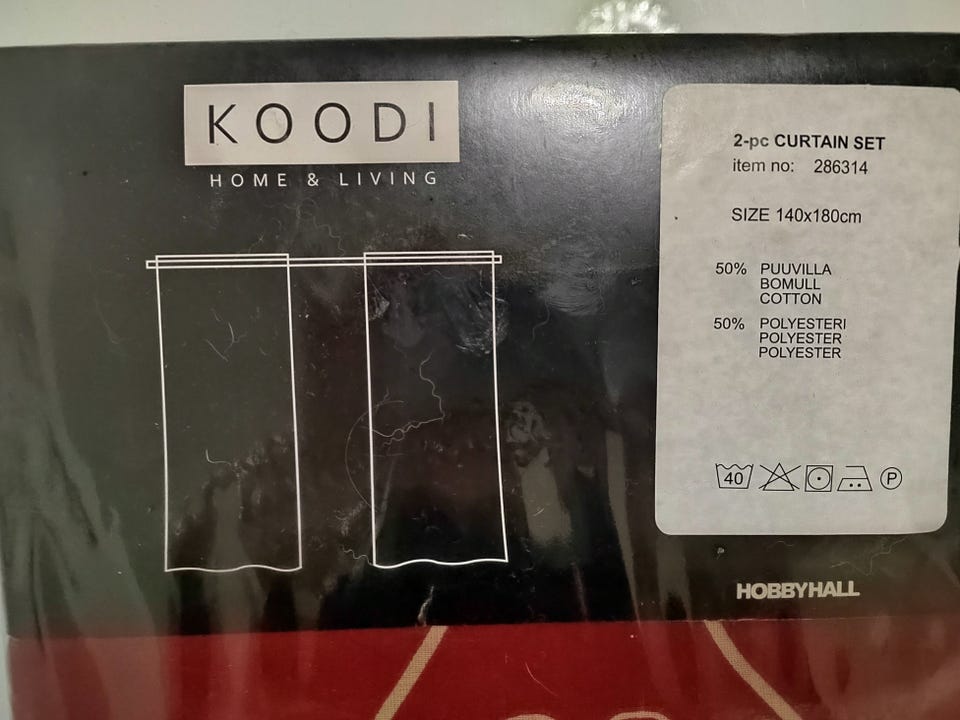 KOODI
HOME & LIVING
2-pc CURTAIN SET
item no: 286314
SIZE 140x180cm
50% PUUVILLA
BOMULL
COTTON
50% POLYESTERI
POLYESTER
POLYESTER
40
P
HOBBYHALL